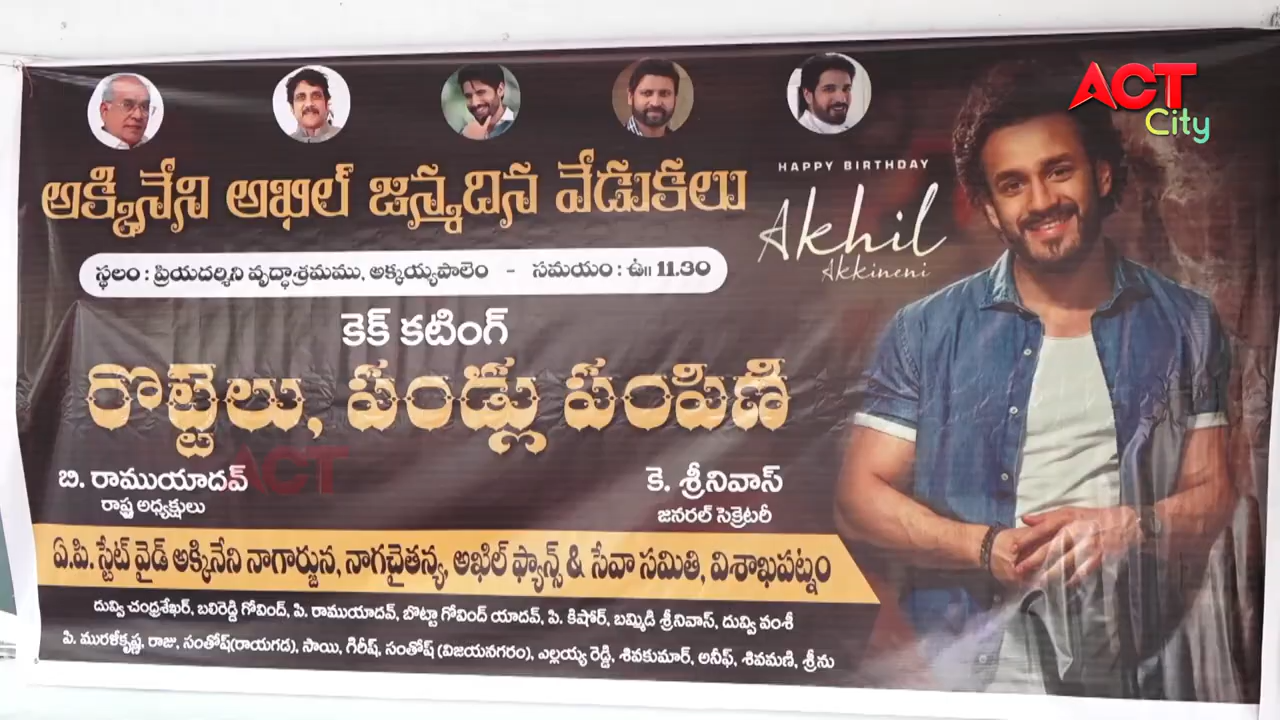 ACT
City
అక్కినేని అఖిల్ జన్మదిన వేడుకలు
HAPPY BIRTHDAY
Akhil
Akkineni
స్థలం : ప్రియదర్శిని వృద్ధాశ్రమము, అక్కయ్యపాలెం - సమయం : ఉ॥ 11.30
కెక్ కటింగ్
రొట్టెలు, పండ్లు పంపిణి
ACT
బి. రాముయాదవ్
రాష్ట్ర అధ్యక్షులు
కె. శ్రీనివాస్
జనరల్ సెక్రెటరీ
ఏ.పి. స్టేట్ వైడ్ అక్కినేని నాగార్జున, నాగచైతన్య, అఖిల్ ఫ్యాన్స్ & సేవా సమితి, విశాఖపట్నం
దువ్వి చంద్రశేఖర్, బలిరెడ్డి గోవింద్, పి. రాముయాదవ్, బొట్టా గోవింద్ యాదవ్, పి. కిషోర్, బమ్మిడి శ్రీనివాస్, దువ్వి వంశీ
పి. మురళీకృష్ణ, రాజు, సంతోష్(రాయగడ), సాయి, గిరీష్, సంతోష్ (విజయనగరం), ఎల్లయ్య రెడ్డి, శివకుమార్, అనీఫ్, శివమణి, శ్రీను